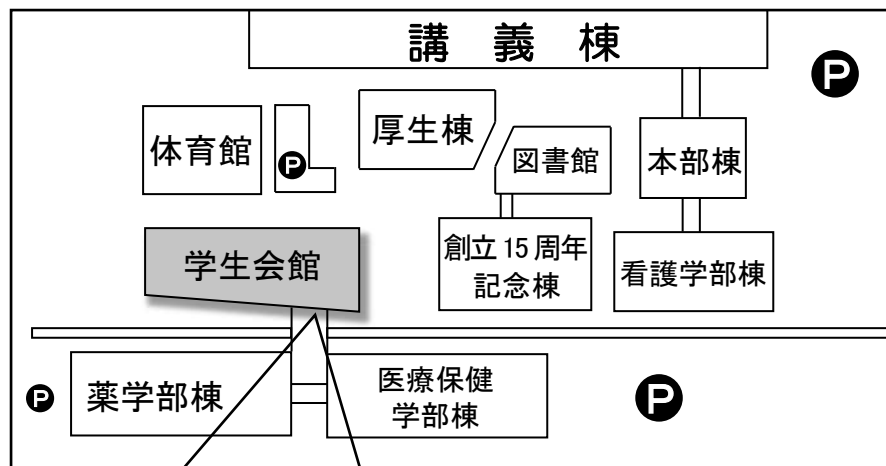 講義棟
P
体育館
P
厚生棟
図書館
本部棟
学生会館
創立15周年
記念棟
看護学部棟
P
薬学部棟
医療保健
学部棟
P